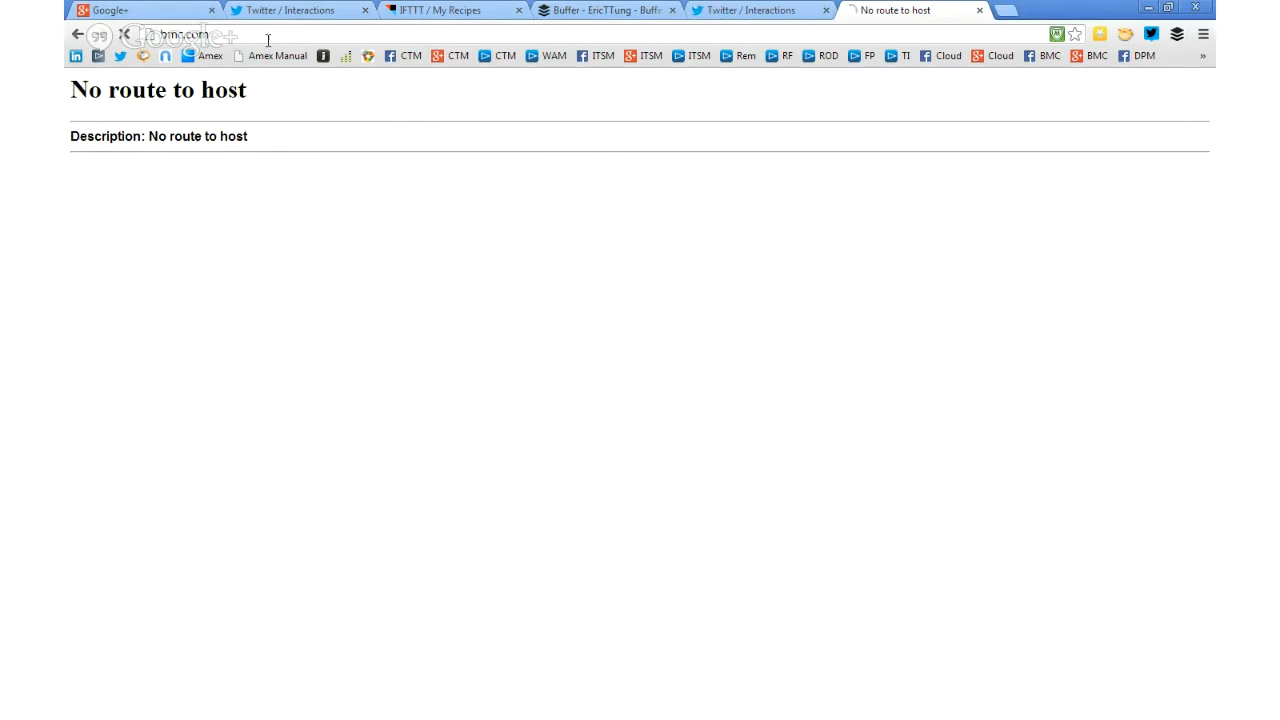 Google+ Twitter / Interactions IFTTT / My Recipes Buffer - EricTTung - Buffe Twitter / Interactions No route to host
bmc.com
Google+
Amex Amex Manual CTM CTM CTM WAM ITSM ITSM ITSM Rem RF ROD FP TI Cloud Cloud BMC BMC DPM »
No route to host
Description: No route to host